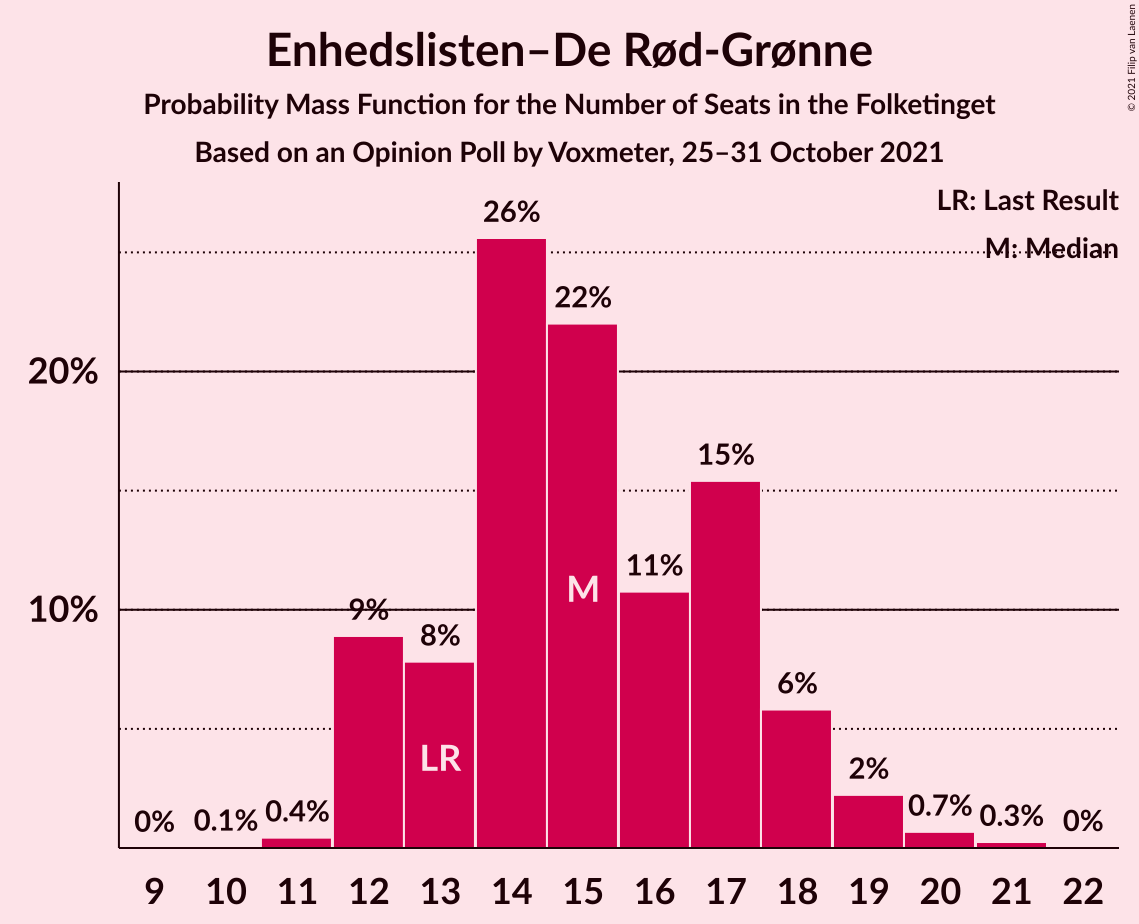 Enhedslisten–De Rød-Grønne
Probability Mass Function for the Number of Seats in the Folketinget
Based on an Opinion Poll by Voxmeter, 25–31 October 2021
© 2021 Filip van Laenen
LR: Last Result
M: Median
20%
10%
0%
0.1%
0.4%
9%
8%
26%
22%
11%
15%
6%
2%
0.7%
0.3%
0%
LR
M
9 10 11 12 13 14 15 16 17 18 19 20 21 22